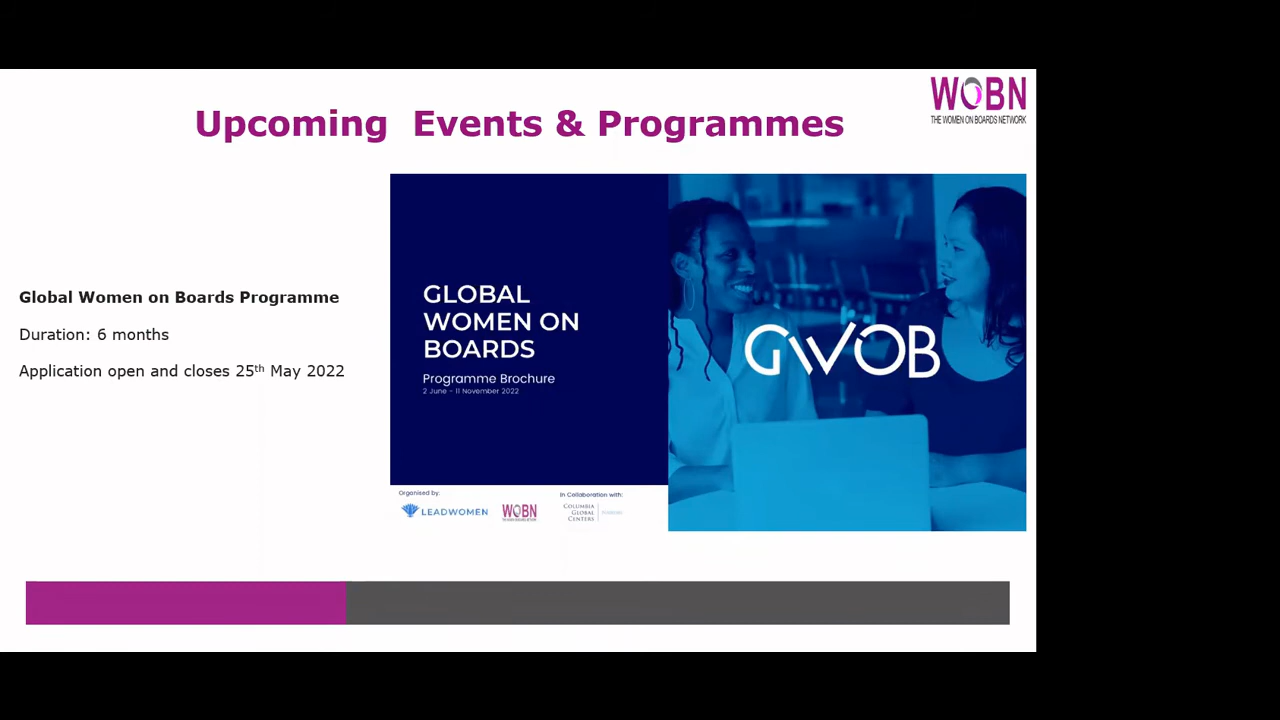 WOBN
THE WOMEN ON BOARDS NETWORK
Upcoming Events & Programmes
Global Women on Boards Programme
Duration: 6 months
Application open and closes 25th May 2022
GLOBAL
WOMEN ON
BOARDS
Programme Brochure
2 June - 11 November 2022
GWOB
Organised by:
LEADWOMEN
WOBN
In Collaboration with:
COLUMBIA
GLOBAL
CENTERS